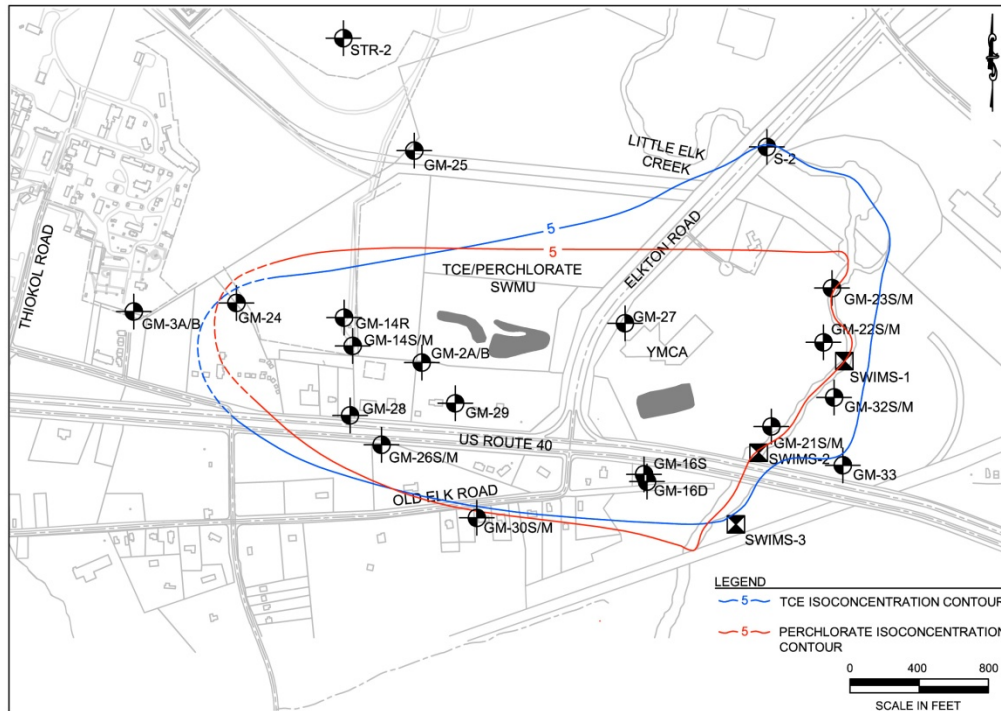 STR-2
GM-25
LITTLE ELK
CREEK
S-2
5
5
ELKTON ROAD
THIOKOL ROAD
TCE/PERCHLORATE
SWMU
GM-3A/B
GM-24
GM-14R
GM-14S/M
GM-2A/B
GM-27
YMCA
GM-23S/M
GM-22S/M
SWIMS-1
GM-32S/M
GM-28
GM-29
US ROUTE 40
GM-26S/M
GM-21S/M
SWIMS-2
GM-33
GM-16S
GM-16D
OLD ELK ROAD
GM-30S/M
SWIMS-3
LEGEND
5 TCE ISOCONCENTRATION CONTOUR
5 PERCHLORATE ISOCONCENTRATION
CONTOUR
0 400 800
SCALE IN FEET